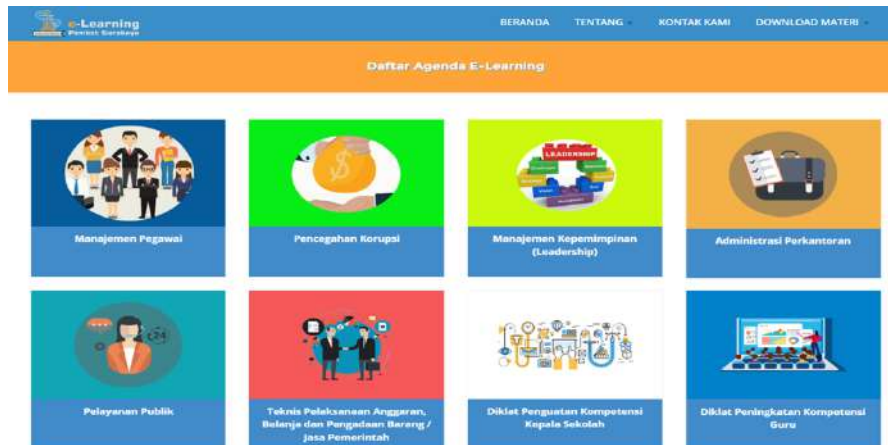 e-Learning
Pemkot Surabaya
BERANDA
TENTANG
KONTAK KAMI
DOWNLOAD MATERI
Daftar Agenda E-Learning
LEADERSHIP
Manajemen Pegawai
Pencegahan Korupsi
Manajemen Kepemimpinan
(Leadership)
Administrasi Perkantoran
24
Pelayanan Publik
Teknis Pelaksanaan Anggaran,
Belanja dan Pengadaan Barang /
Jasa Pemerintah
Diklat Penguatan Kompetensi
Kepala Sekolah
Diklat Peningkatan Kompetensi
Guru